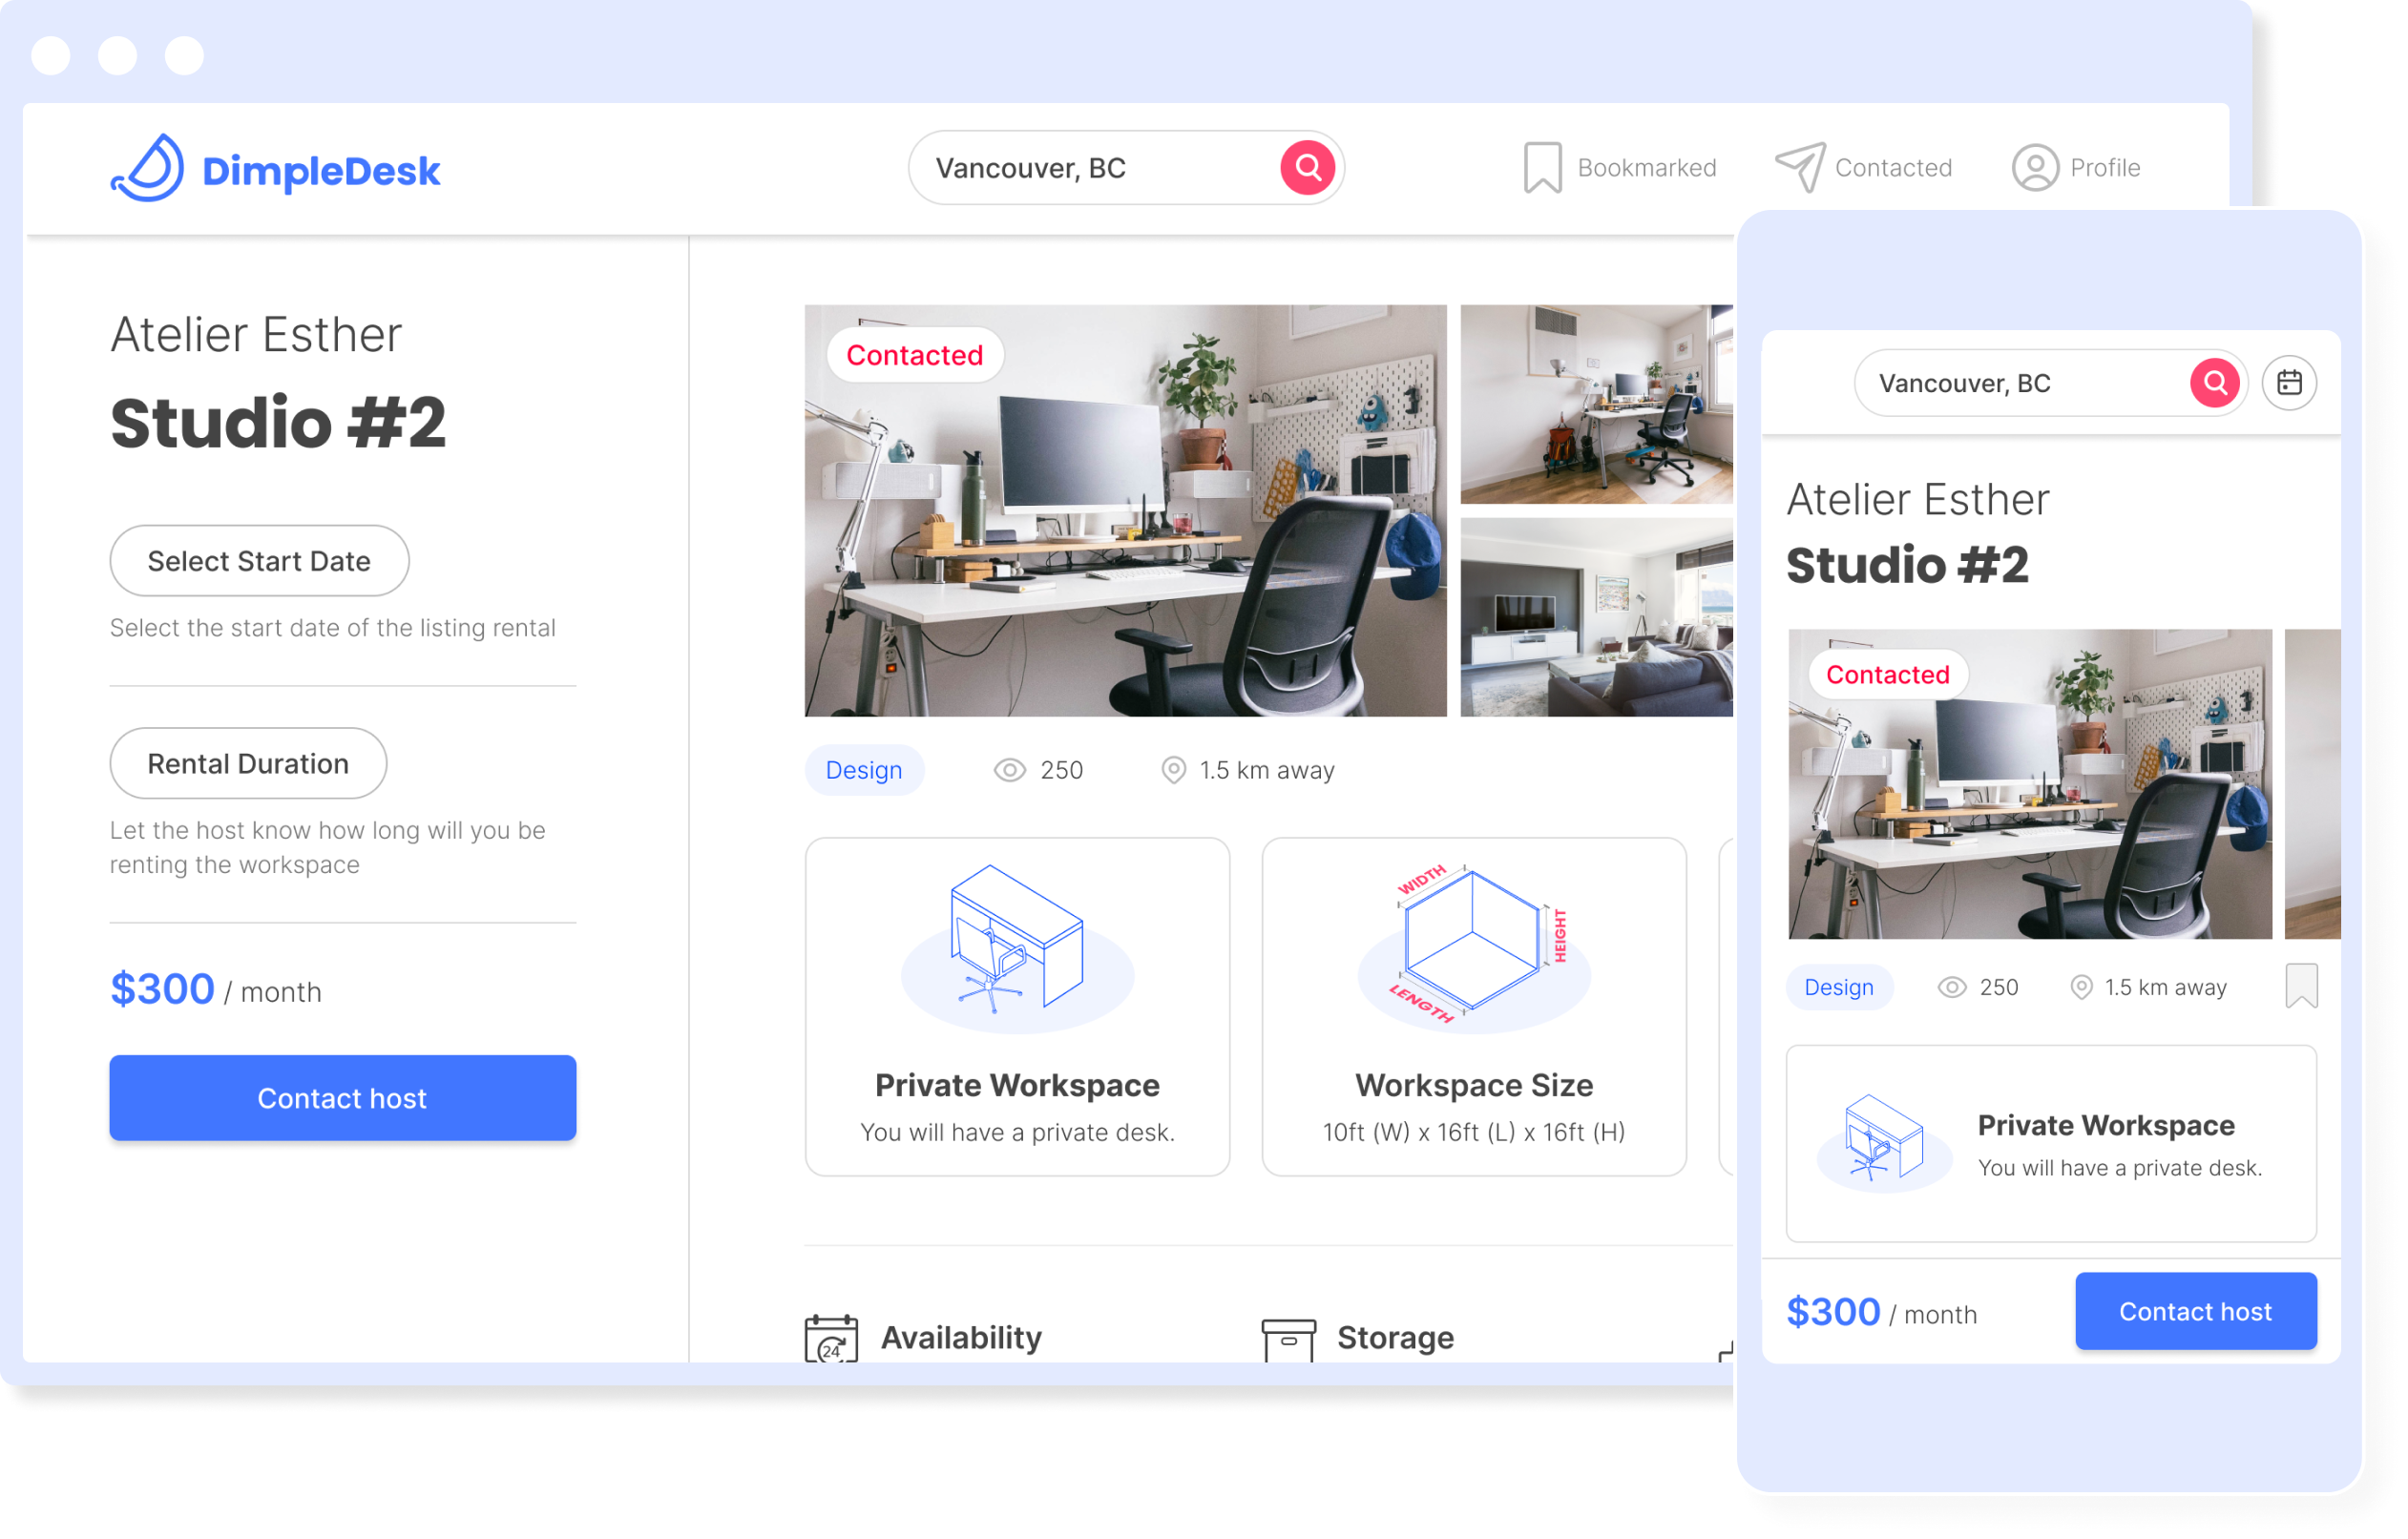 DimpleDesk
Vancouver, BC
Bookmarked
Contacted
Profile
Atelier Esther
Studio #2
Select Start Date
Select the start date of the listing rental
Rental Duration
Let the host know how long will you be
renting the workspace
$300 / month
Contact host
Contacted
Design
250
1.5 km away
Private Workspace
You will have a private desk.
WIDTH
HEIGHT
LENGTH
Workspace Size
10ft (W) x 16ft (L) x 16ft (H)
24
Availability
Storage
Vancouver, BC
Atelier Esther
Studio #2
Contacted
Design
250
1.5 km away
Private Workspace
You will have a private desk.
$300 / month
Contact host